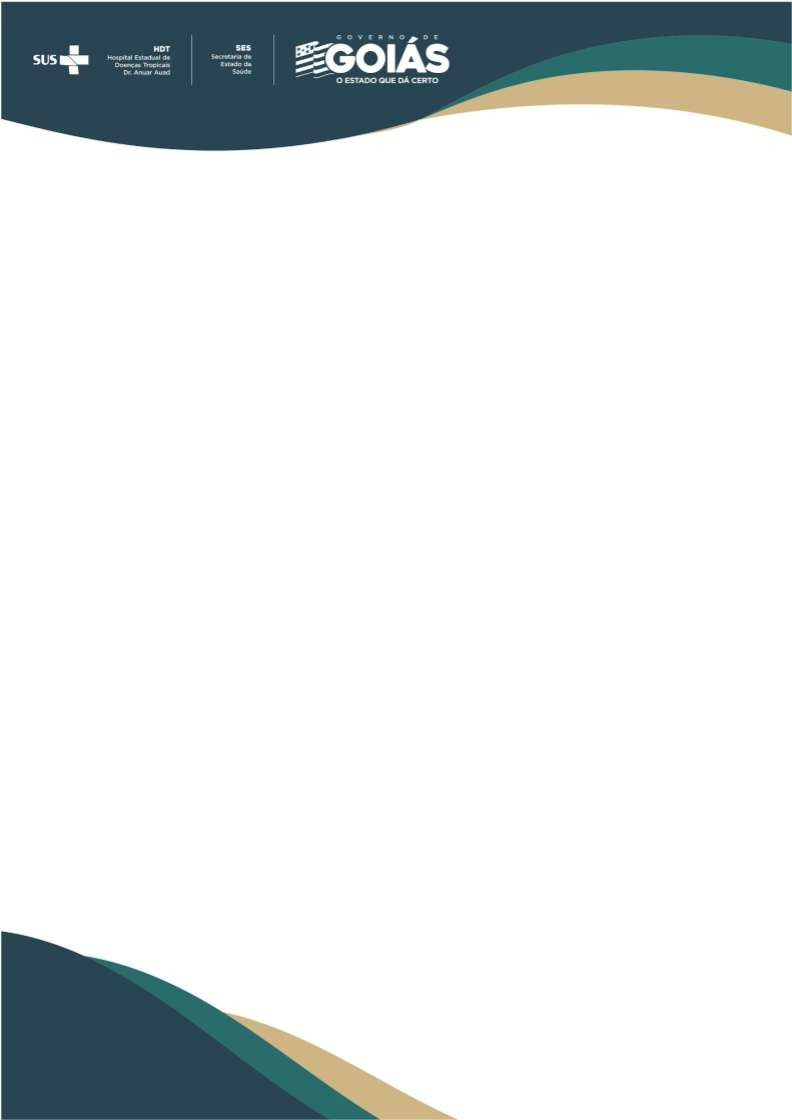 SUS
HDT
Hospital Estadual de
Doenças Tropicais
Dr. Anuar Auad
SES
Secretaria de
Estado da
Saúde
GOVERNO DE
GOIÁS
O ESTADO QUE DÁ CERTO